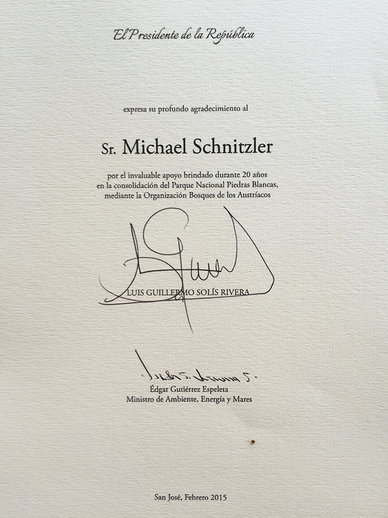 El Presidente de la República
expresa su profundo agradecimiento al
Sr. Michael Schnitzler
por el invaluable apoyo brindado durante 20 años
en la consolidación del Parque Nacional Piedras Blancas,
mediante la Organización Bosques de los Austríacos
LUIS GUILLERMO SOLÍS RIVERA
Édgar Gutiérrez Espeleta
Ministro de Ambiente, Energía y Mares
San José, Febrero 2015